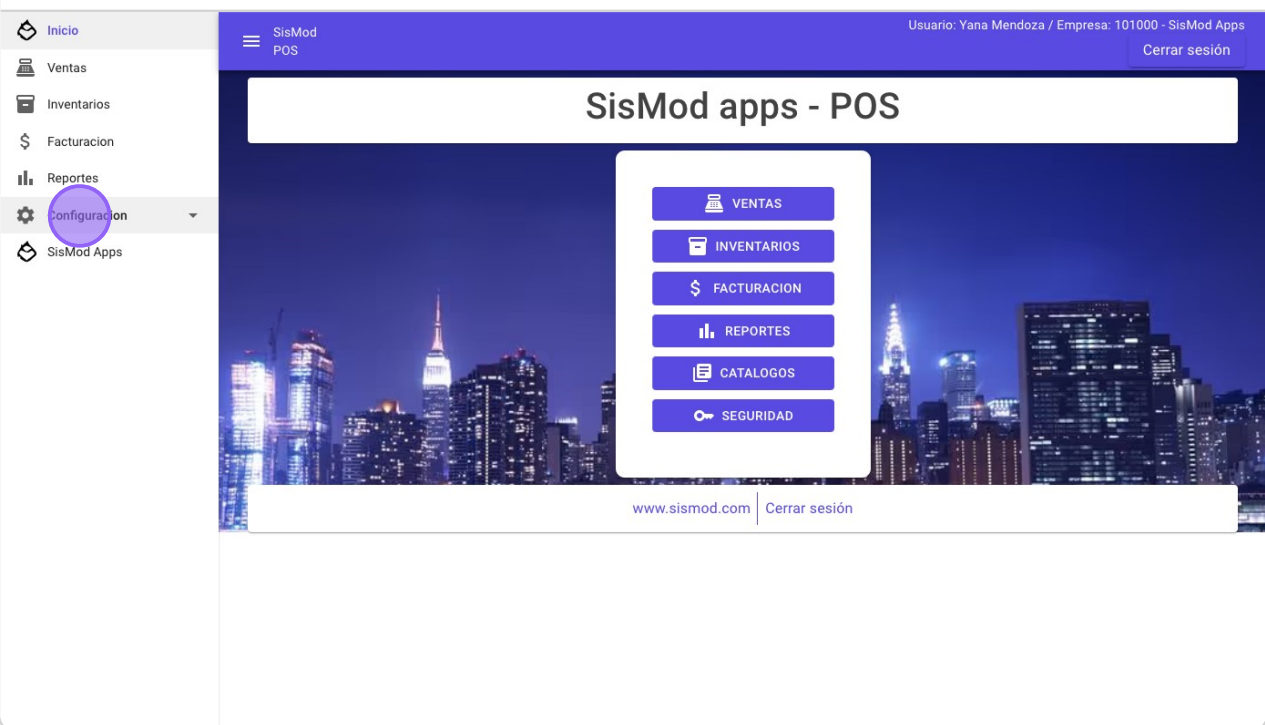 Inicio
Ventas
Inventarios
Facturacion
Reportes
Configuracion
SisMod Apps
SisMod
POS
Usuario: Yana Mendoza / Empresa: 101000 - SisMod Apps
Cerrar sesión
SisMod apps - POS
VENTAS
INVENTARIOS
FACTURACION
REPORTES
CATALOGOS
SEGURIDAD
www.sismod.com
Cerrar sesión